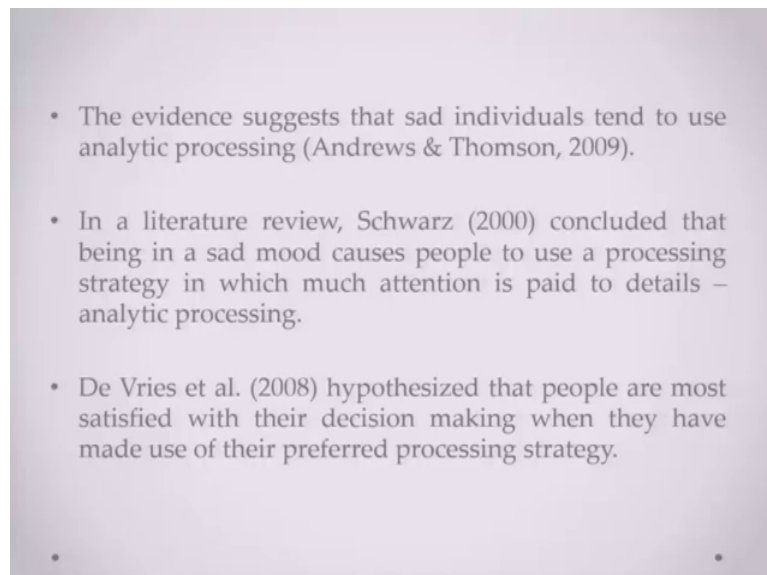 • The evidence suggests that sad individuals tend to use
analytic processing (Andrews & Thomson, 2009).
• In a literature review, Schwarz (2000) concluded that
being in a sad mood causes people to use a processing
strategy in which much attention is paid to details –
analytic processing.
• De Vries et al. (2008) hypothesized that people are most
satisfied with their decision making when they have
made use of their preferred processing strategy.